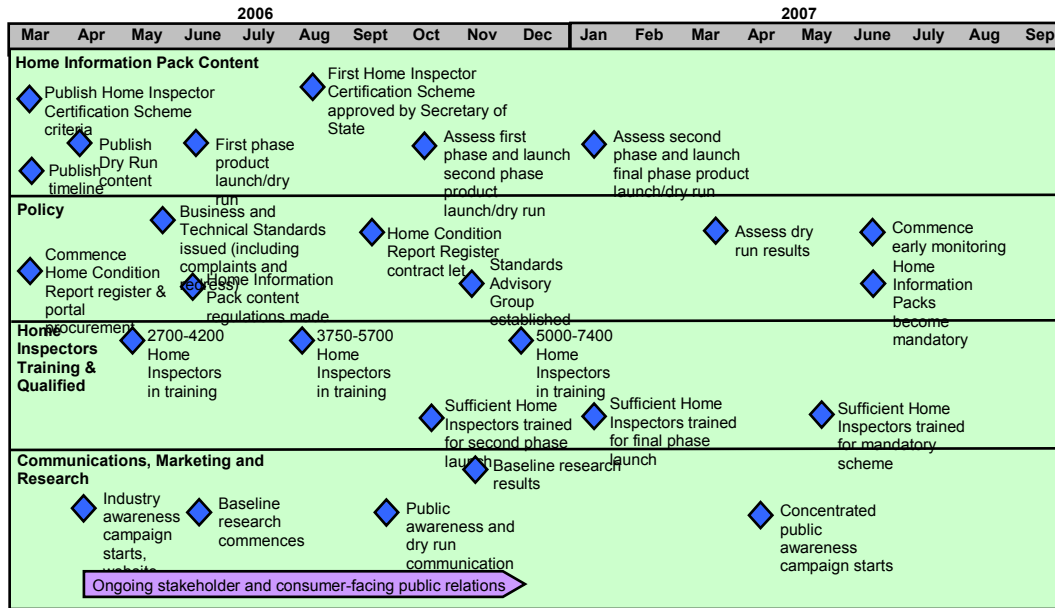 2006
2007
Mar Apr May June July Aug Sept Oct Nov Dec Jan Feb Mar Apr May June July Aug Sep
Home Information Pack Content
Publish Home Inspector
Certification Scheme
criteria
Publish
timeline
Publish
Dry Run
content
First phase
product
launch/dry
run
First Home Inspector
Certification Scheme
approved by Secretary of
State
Assess first
phase and launch
second phase
product
launch/dry run
Assess second
phase and launch
final phase product
launch/dry run
Policy
Commence
Home Condition
Report register &
portal
procurement
Business and
Technical Standards
issued (including
complaints and
redress)
Home Information
Pack content
regulations made
Home Condition
Report Register
contract let
Standards
Advisory
Group
established
Assess dry
run results
Commence
early monitoring
Home
Information
Packs
become
mandatory
Home
Inspectors
Training &
Qualified
2700-4200
Home
Inspectors
in training
3750-5700
Home
Inspectors
in training
5000-7400
Home
Inspectors
in training
Sufficient Home
Inspectors trained
for second phase
launch
Sufficient Home
Inspectors trained
for final phase
launch
Sufficient Home
Inspectors trained
for mandatory
scheme
Communications, Marketing and
Research
Industry
awareness
campaign
starts,
website
Baseline
research
commences
Public
awareness and
dry run
communication
Baseline research
results
Concentrated
public
awareness
campaign starts
Ongoing stakeholder and consumer-facing public relations